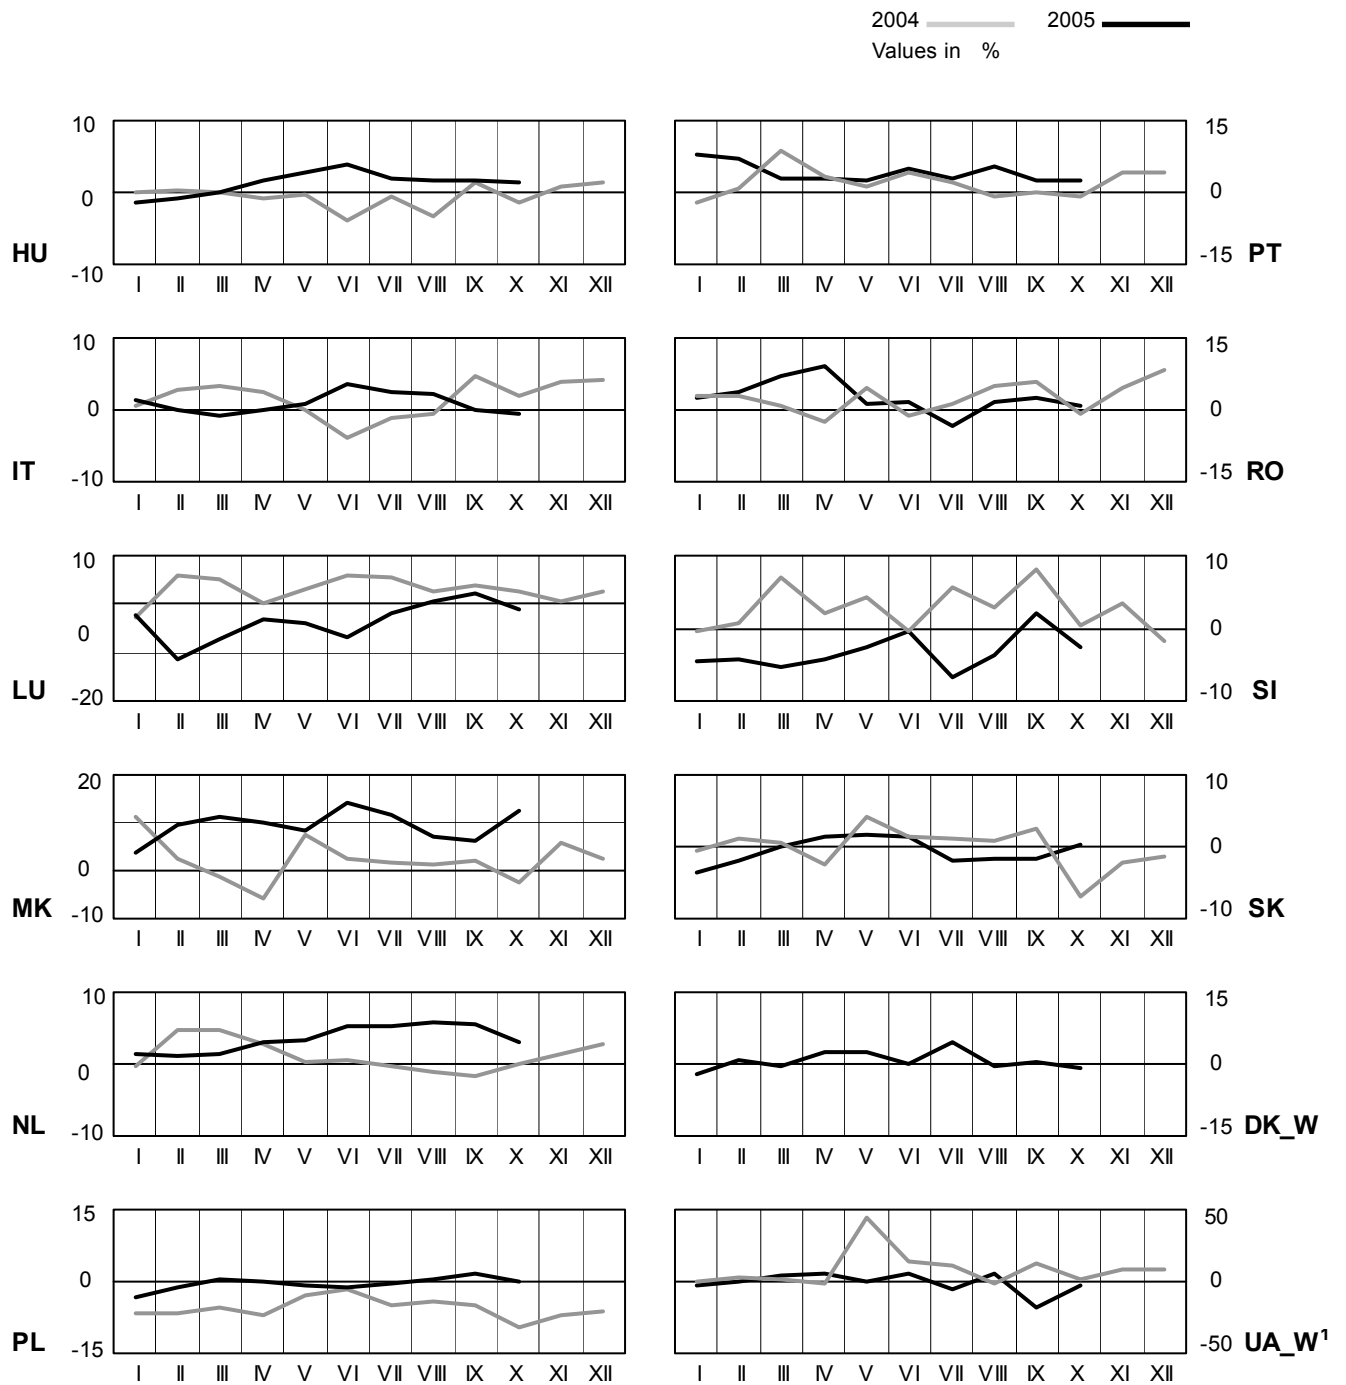 2004 2005
Values in %
10 0 -10 HU
I II III IV V VI VII VIII IX X XI XII
15 0 -15 PT
I II III IV V VI VII VIII IX X XI XII
10 0 -10 IT
I II III IV V VI VII VIII IX X XI XII
15 0 -15 RO
I II III IV V VI VII VIII IX X XI XII
10 0 -20 LU
I II III IV V VI VII VIII IX X XI XII
10 0 -10 SI
I II III IV V VI VII VIII IX X XI XII
20 0 -10 MK
I II III IV V VI VII VIII IX X XI XII
10 0 -10 SK
I II III IV V VI VII VIII IX X XI XII
10 0 -10 NL
I II III IV V VI VII VIII IX X XI XII
15 0 -15 DK_W
I II III IV V VI VII VIII IX X XI XII
15 0 -15 PL
I II III IV V VI VII VIII IX X XI XII
50 0 -50 UA_W¹
I II III IV V VI VII VIII IX X XI XII